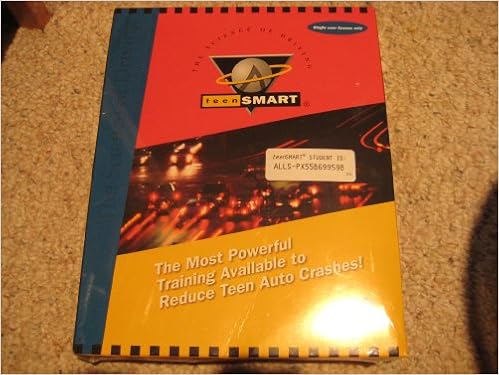 Single user license only
THE SCIENCE OF DRIVING
teenSMART®
teenSMART® STUDENT ID:
ALLS-PXS58699598
The Most Powerful
Training Available to
Reduce Teen Auto Crashes!